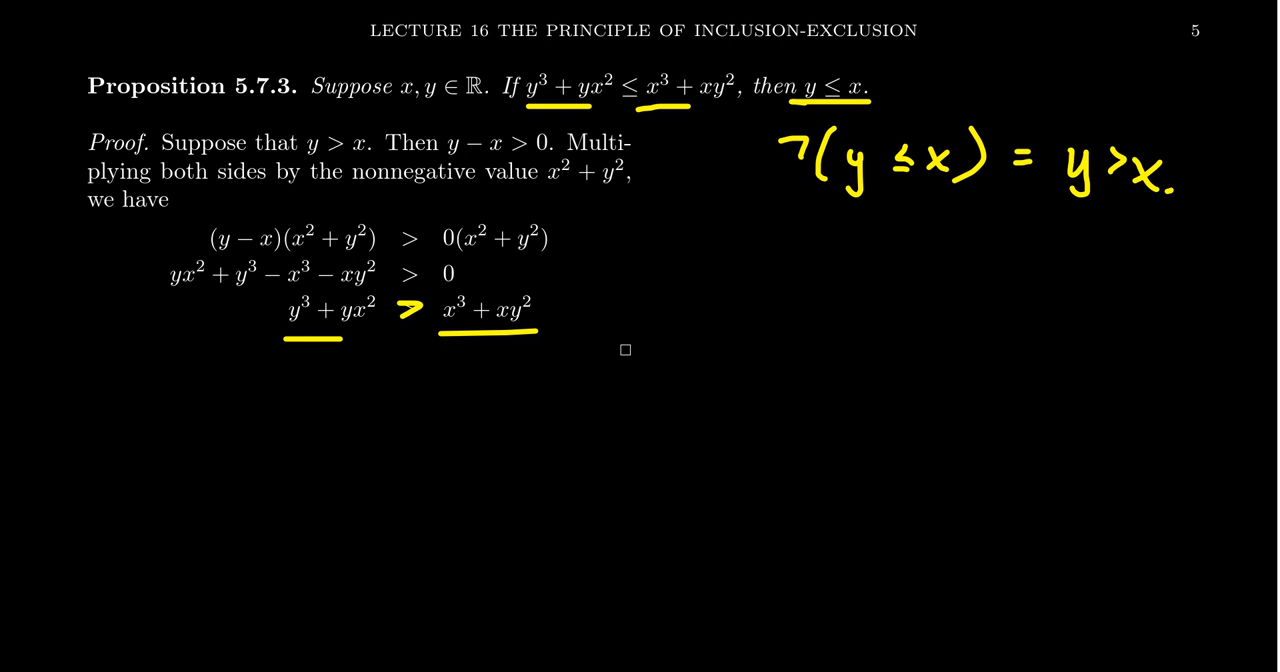 LECTURE 16 THE PRINCIPLE OF INCLUSION-EXCLUSION 5
Proposition 5.7.3. Suppose x, y ∈ ℝ. If y³ + yx² ≤ x³ + xy², then y ≤ x.
¬(y ≤ x) = y > x.
Proof. Suppose that y > x. Then y − x > 0. Multi-
plying both sides by the nonnegative value x² + y²,
we have
(y − x)(x² + y²) > 0(x² + y²)
yx² + y³ − x³ − xy² > 0
y³ + yx² > x³ + xy²
□